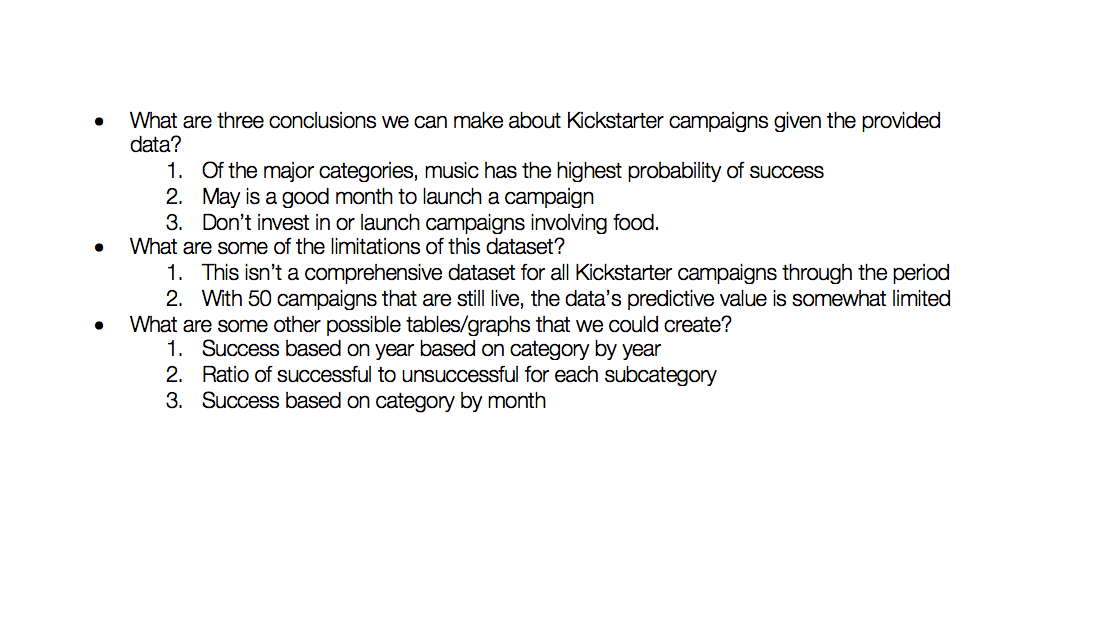 • What are three conclusions we can make about Kickstarter campaigns given the provided
data?
1. Of the major categories, music has the highest probability of success
2. May is a good month to launch a campaign
3. Don’t invest in or launch campaigns involving food.
• What are some of the limitations of this dataset?
1. This isn’t a comprehensive dataset for all Kickstarter campaigns through the period
2. With 50 campaigns that are still live, the data’s predictive value is somewhat limited
• What are some other possible tables/graphs that we could create?
1. Success based on year based on category by year
2. Ratio of successful to unsuccessful for each subcategory
3. Success based on category by month